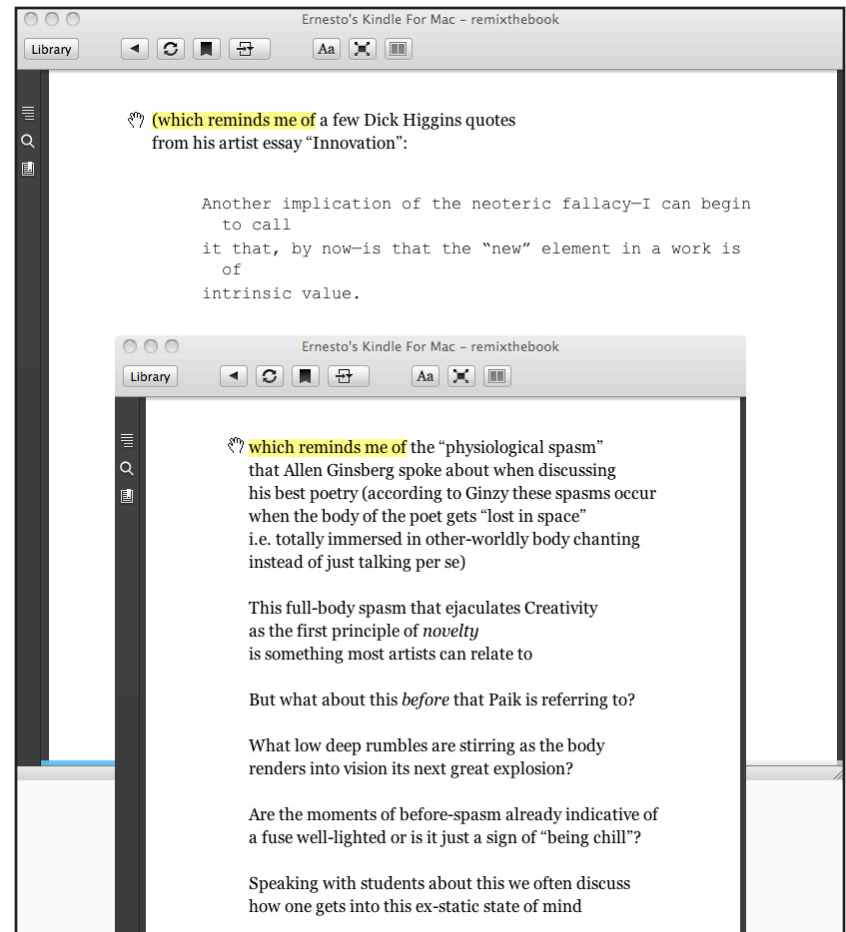 Ernesto's Kindle For Mac – remixthebook
Library
Aa
(which reminds me of a few Dick Higgins quotes
from his artist essay “Innovation”:
Another implication of the neoteric fallacy—I can begin
to call
it that, by now—is that the “new” element in a work is
of
intrinsic value.
Ernesto's Kindle For Mac – remixthebook
Library
Aa
which reminds me of the “physiological spasm”
that Allen Ginsberg spoke about when discussing
his best poetry (according to Ginzy these spasms occur
when the body of the poet gets “lost in space”
i.e. totally immersed in other-worldly body chanting
instead of just talking per se)
This full-body spasm that ejaculates Creativity
as the first principle of novelty
is something most artists can relate to
But what about this before that Paik is referring to?
What low deep rumbles are stirring as the body
renders into vision its next great explosion?
Are the moments of before-spasm already indicative of
a fuse well-lighted or is it just a sign of “being chill”?
Speaking with students about this we often discuss
how one gets into this ex-static state of mind